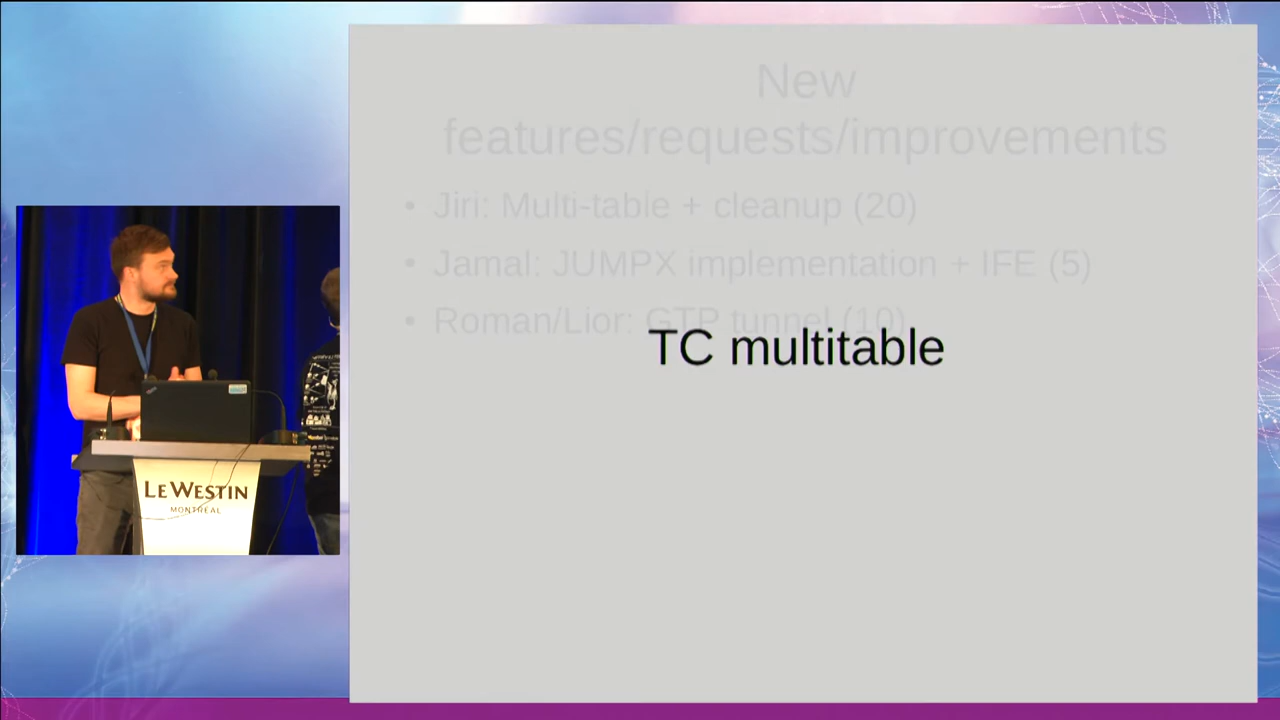 New
features/requests/improvements
• Jiri: Multi-table + cleanup (20)
• Jamal: JUMPX implementation + IFE (5)
• Roman/Lior: GTP tunnel (10)
TC multitable
LE WESTIN
MONTRÉAL